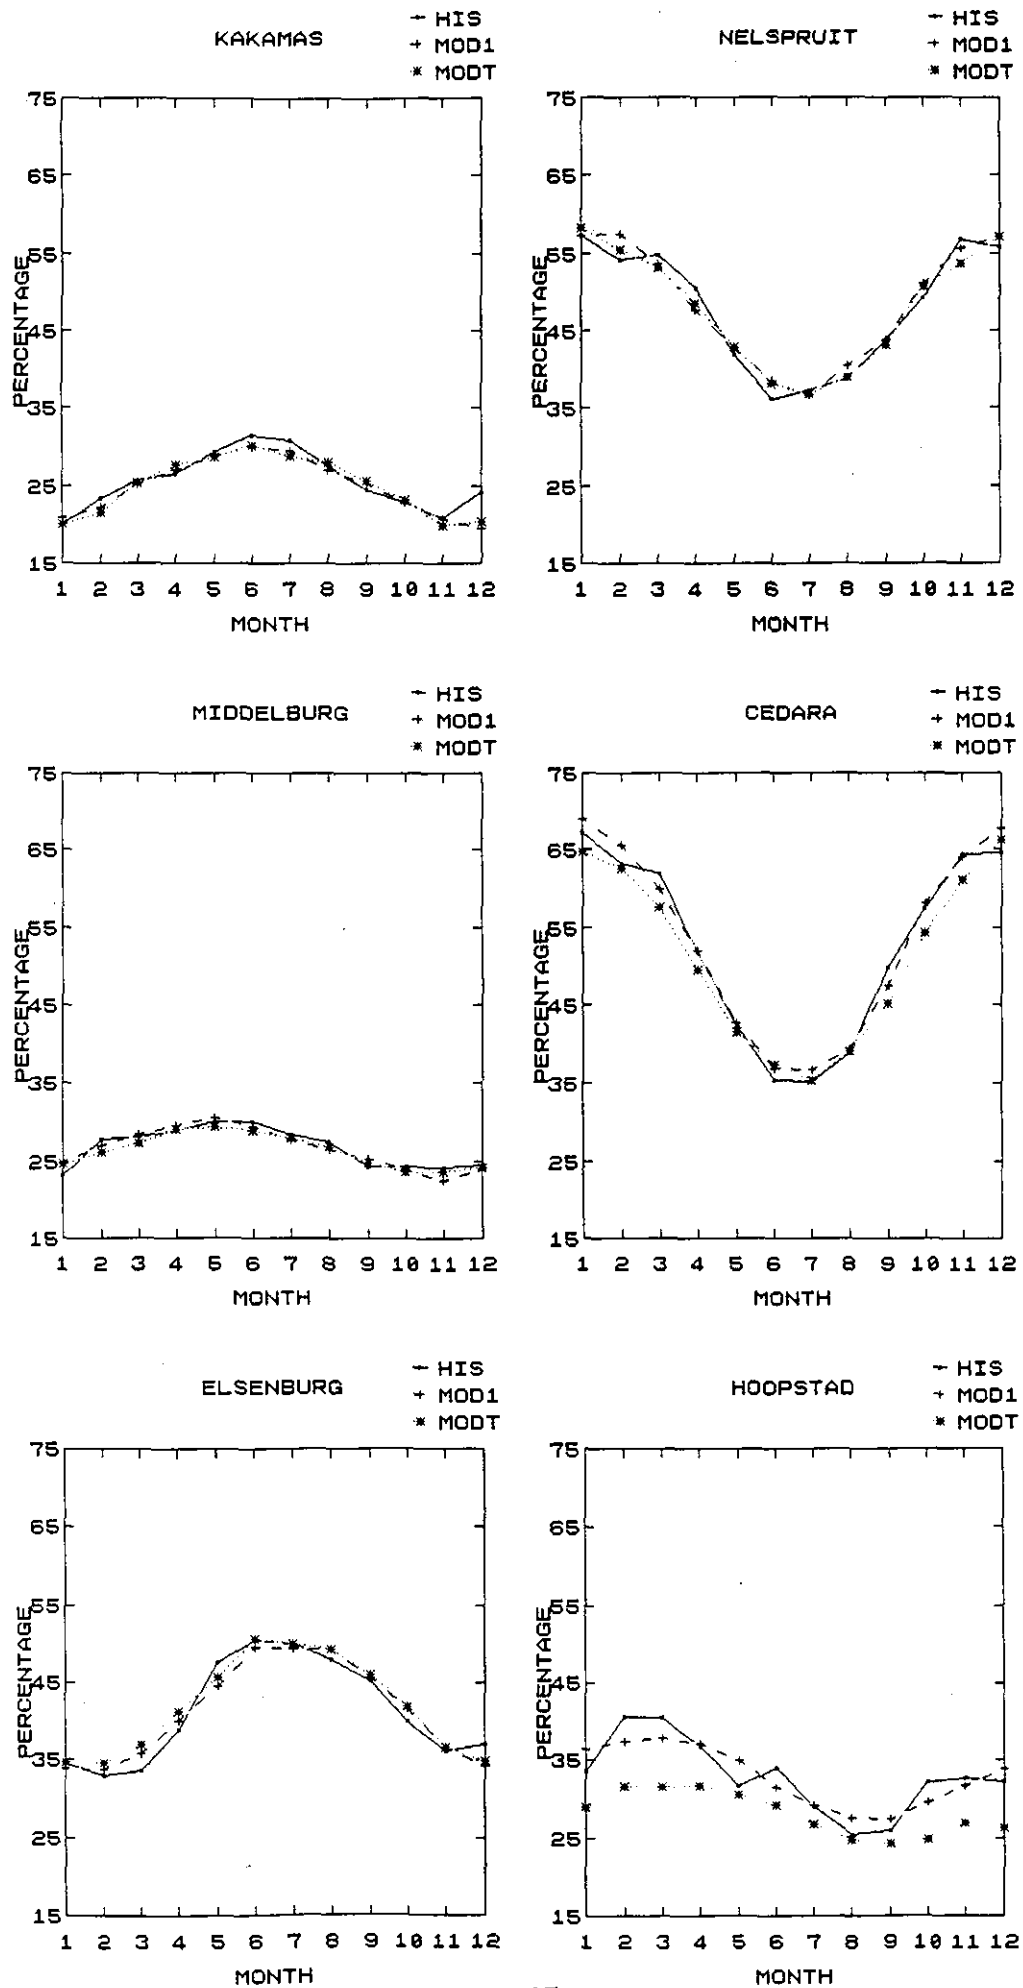 KAKAMAS
HIS
MOD1
MODT
75
65
55
45
35
25
15
PERCENTAGE
1 2 3 4 5 6 7 8 9 10 11 12
MONTH
NELSPRUIT
HIS
MOD1
MODT
75
65
55
45
35
25
15
PERCENTAGE
1 2 3 4 5 6 7 8 9 10 11 12
MONTH
MIDDELBURG
HIS
MOD1
MODT
75
65
55
45
35
25
15
PERCENTAGE
1 2 3 4 5 6 7 8 9 10 11 12
MONTH
CEDARA
HIS
MOD1
MODT
75
65
55
45
35
25
15
PERCENTAGE
1 2 3 4 5 6 7 8 9 10 11 12
MONTH
ELSENBURG
HIS
MOD1
MODT
75
65
55
45
35
25
15
PERCENTAGE
1 2 3 4 5 6 7 8 9 10 11 12
MONTH
HOOPSTAD
HIS
MOD1
MODT
75
65
55
45
35
25
15
PERCENTAGE
1 2 3 4 5 6 7 8 9 10 11 12
MONTH